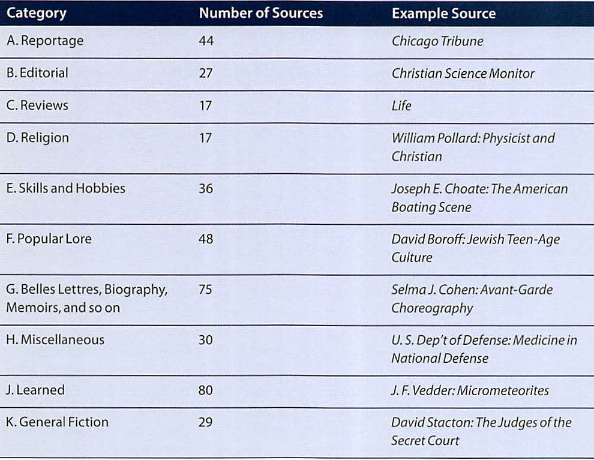 Category Number of Sources Example Source
A. Reportage 44 Chicago Tribune
B. Editorial 27 Christian Science Monitor
C. Reviews 17 Life
D. Religion 17 William Pollard: Physicist and
Christian
E. Skills and Hobbies 36 Joseph E. Choate: The American
Boating Scene
F. Popular Lore 48 David Boroff: Jewish Teen-Age
Culture
G. Belles Lettres, Biography, 75 Selma J. Cohen: Avant-Garde
Memoirs, and so on Choreography
H. Miscellaneous 30 U. S. Dep't of Defense: Medicine in
National Defense
J. Learned 80 J. F. Vedder: Micrometeorites
K. General Fiction 29 David Stacton: The Judges of the
Secret Court